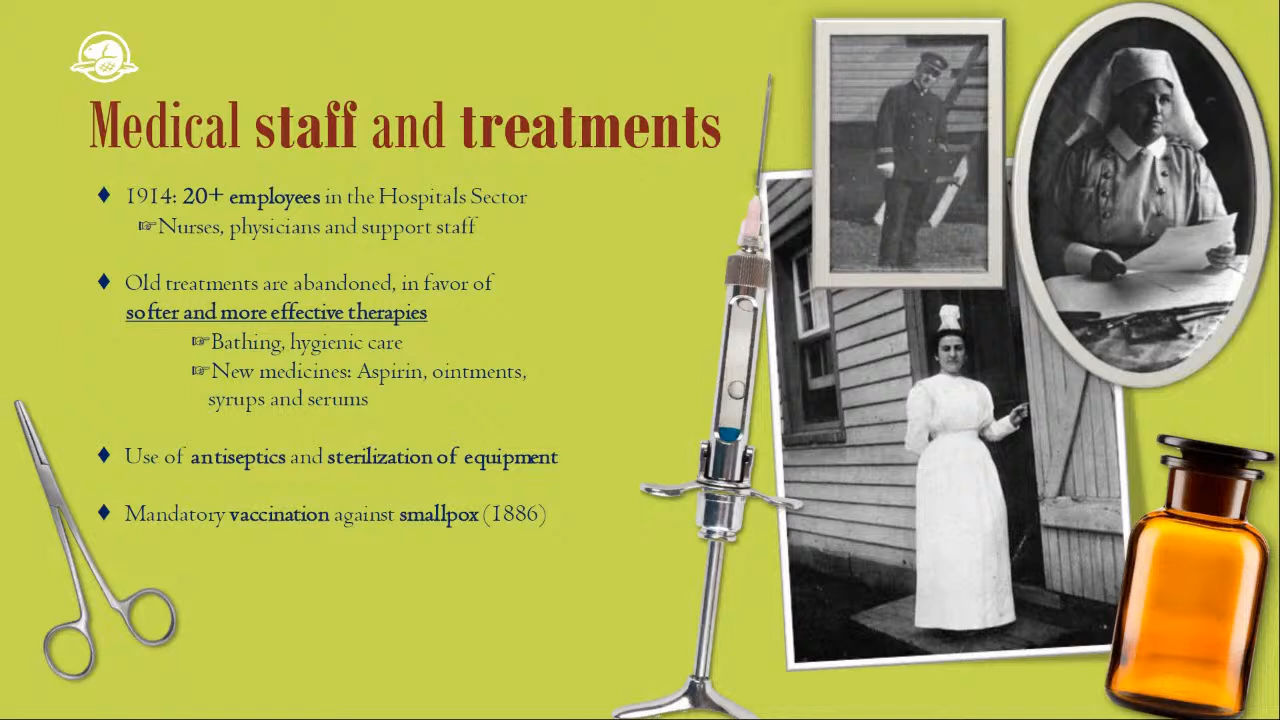 Medical staff and treatments
♦ 1914: 20+ employees in the Hospitals Sector
☞Nurses, physicians and support staff
♦ Old treatments are abandoned, in favor of
softer and more effective therapies
☞Bathing, hygienic care
☞New medicines: Aspirin, ointments,
syrups and serums
♦ Use of antiseptics and sterilization of equipment
♦ Mandatory vaccination against smallpox (1886)